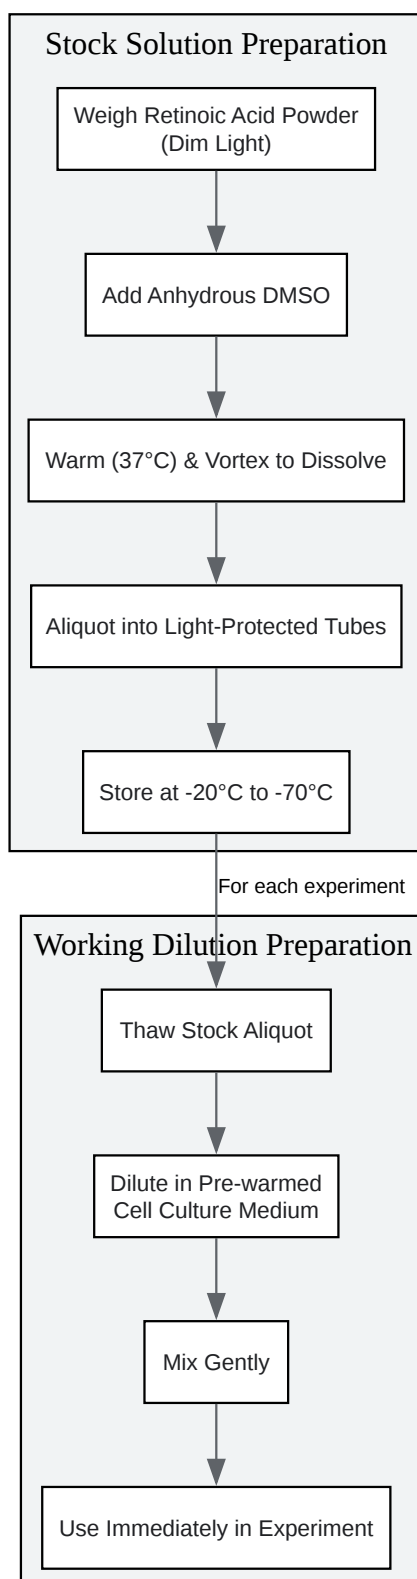 Stock Solution Preparation
Weigh Retinoic Acid Powder
(Dim Light)
Add Anhydrous DMSO
Warm (37°C) & Vortex to Dissolve
Aliquot into Light-Protected Tubes
Store at -20°C to -70°C
For each experiment
Working Dilution Preparation
Thaw Stock Aliquot
Dilute in Pre-warmed
Cell Culture Medium
Mix Gently
Use Immediately in Experiment